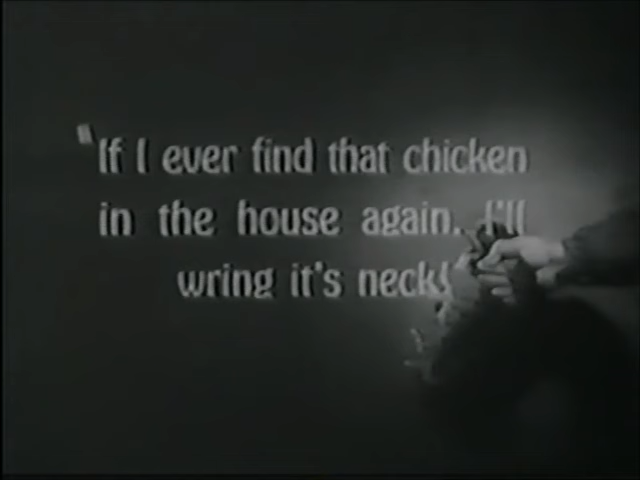 "If I ever find that chicken
in the house again, I'll
wring it's neck!"